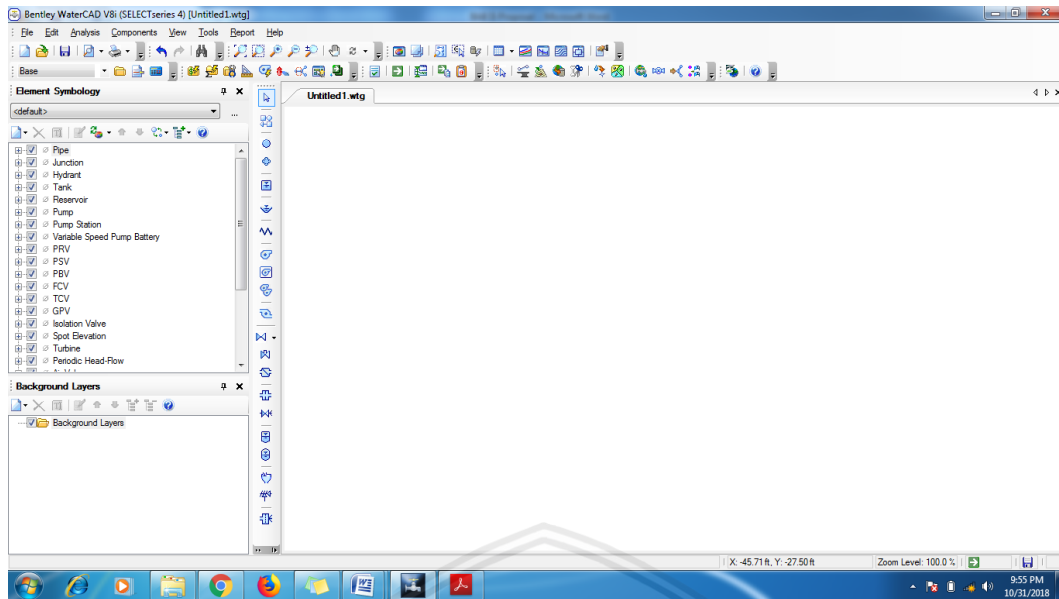 Bentley WaterCAD V8i (SELECTseries 4) [Untitled1.wtg]
File Edit Analysis Components View Tools Report Help
Base
Element Symbology
<default>
...
Pipe
Junction
Hydrant
Tank
Reservoir
Pump
Pump Station
Variable Speed Pump Battery
PRV
PSV
PBV
FCV
TCV
GPV
Isolation Valve
Spot Elevation
Turbine
Periodic Head-Flow
Background Layers
Background Layers
Untitled1.wtg
X: -45.71 ft, Y: -27.50 ft
Zoom Level: 100.0 %
9:55 PM
10/31/2018